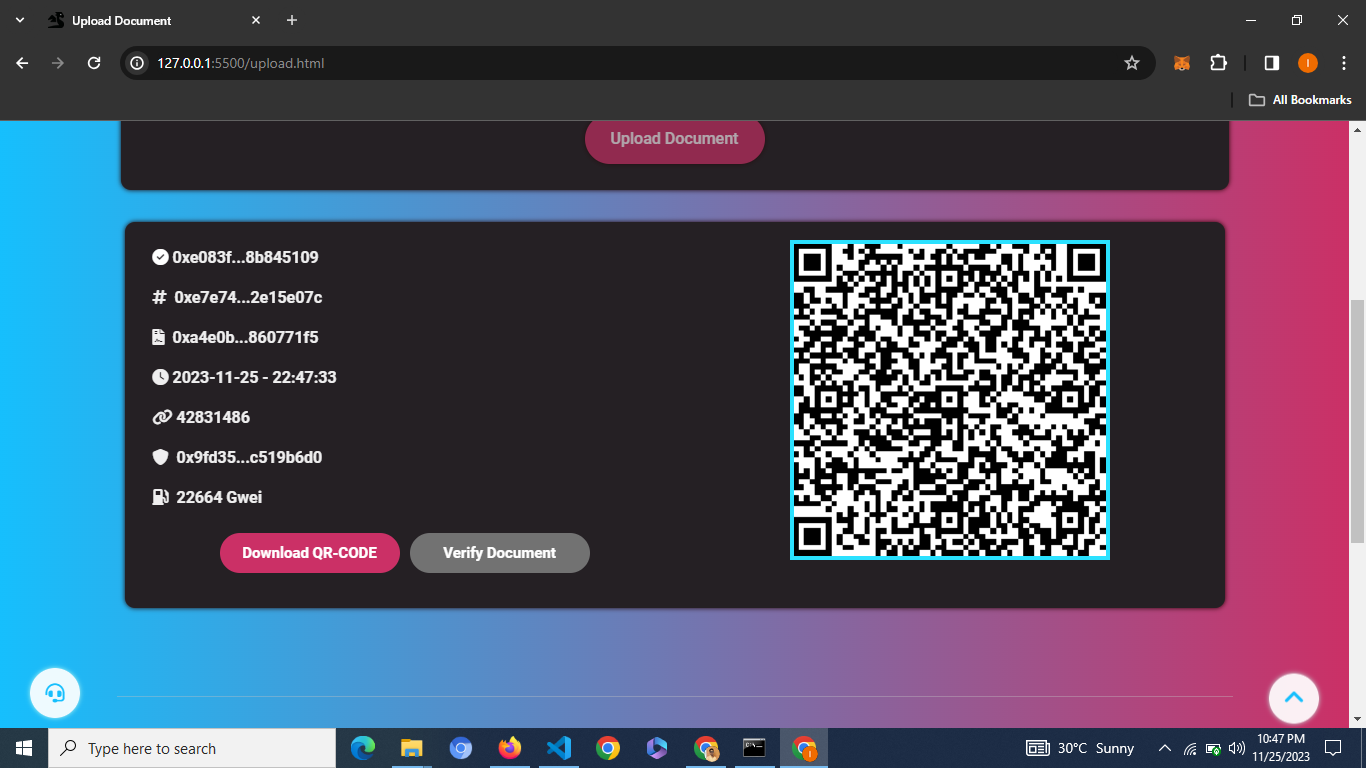 Upload Document
127.0.0.1:5500/upload.html
I
All Bookmarks
Upload Document
0xe083f...8b845109
# 0xe7e74...2e15e07c
0xa4e0b...860771f5
2023-11-25 - 22:47:33
42831486
0x9fd35...c519b6d0
22664 Gwei
Download QR-CODE
Verify Document
Type here to search
30°C Sunny
10:47 PM
11/25/2023